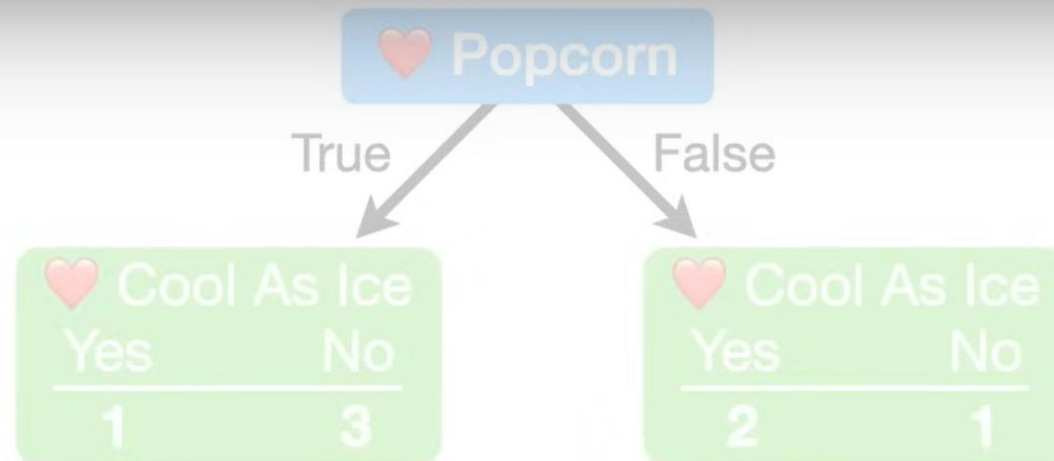 ❤️ Popcorn
True False
❤️ Cool As Ice ❤️ Cool As Ice
Yes No Yes No
1 3 2 1